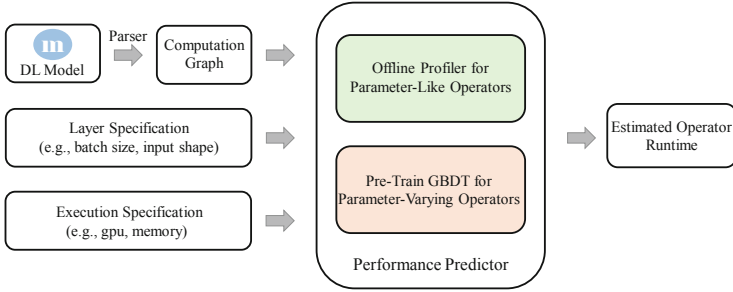 m
DL Model
Parser
Computation
Graph
Layer Specification
(e.g., batch size, input shape)
Execution Specification
(e.g., gpu, memory)
Offline Profiler for
Parameter-Like Operators
Pre-Train GBDT for
Parameter-Varying Operators
Performance Predictor
Estimated Operator
Runtime